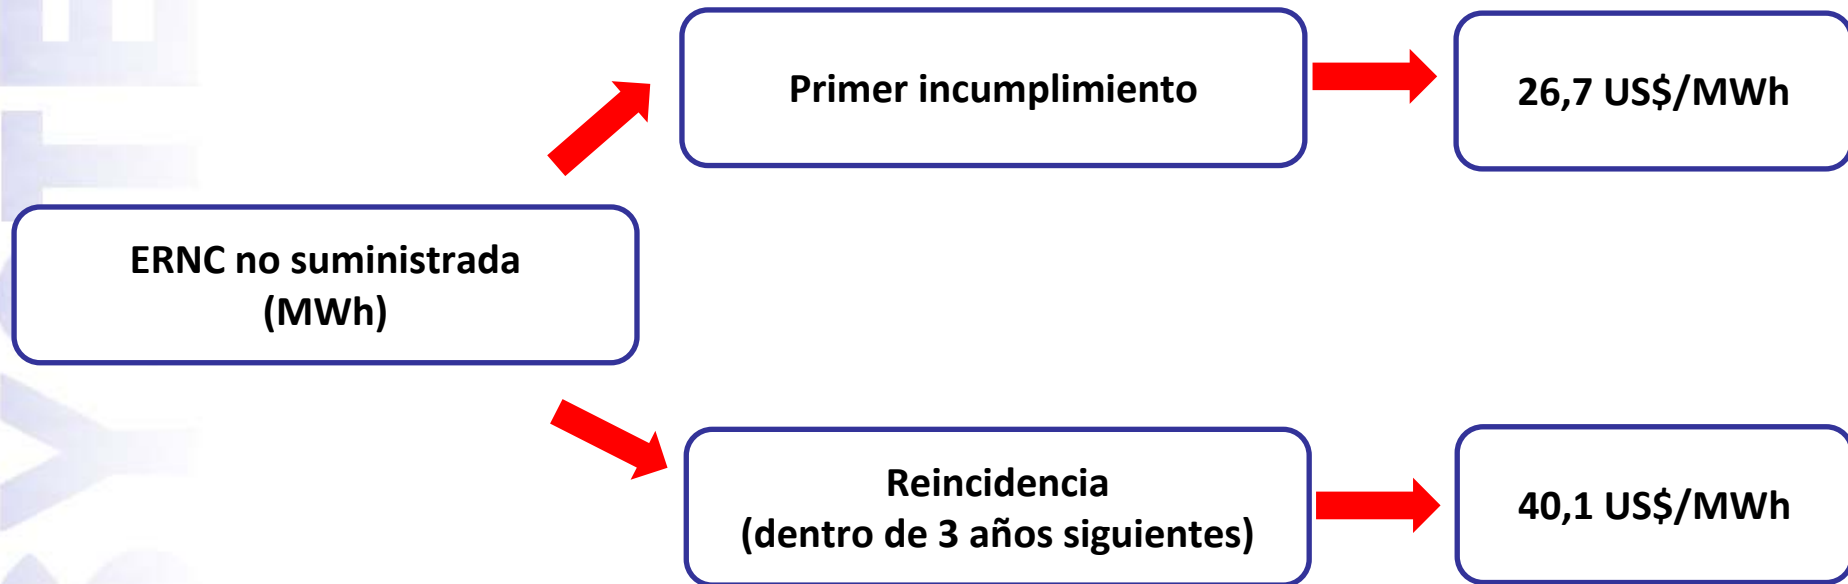 Primer incumplimiento
26,7 US$/MWh
ERNC no suministrada
(MWh)
Reincidencia
(dentro de 3 años siguientes)
40,1 US$/MWh